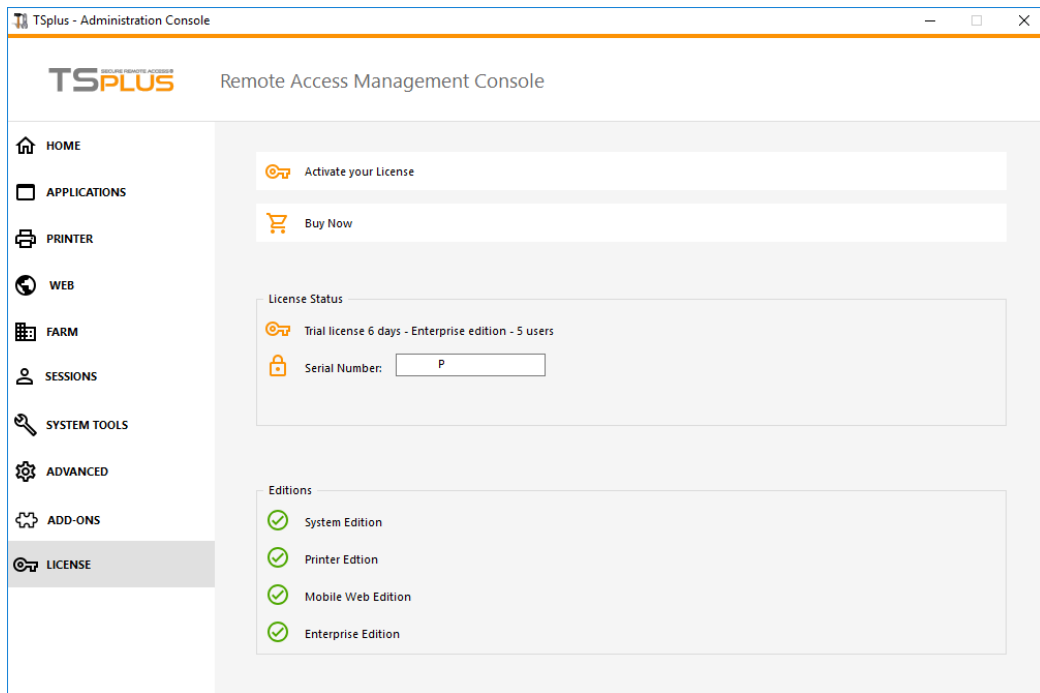 TSplus - Administration Console
TSPLUS
SECURE REMOTE ACCESS®
Remote Access Management Console
HOME
APPLICATIONS
PRINTER
WEB
FARM
SESSIONS
SYSTEM TOOLS
ADVANCED
ADD-ONS
LICENSE
Activate your License
Buy Now
License Status
Trial license 6 days - Enterprise edition - 5 users
Serial Number: P
Editions
System Edition
Printer Edtion
Mobile Web Edition
Enterprise Edition